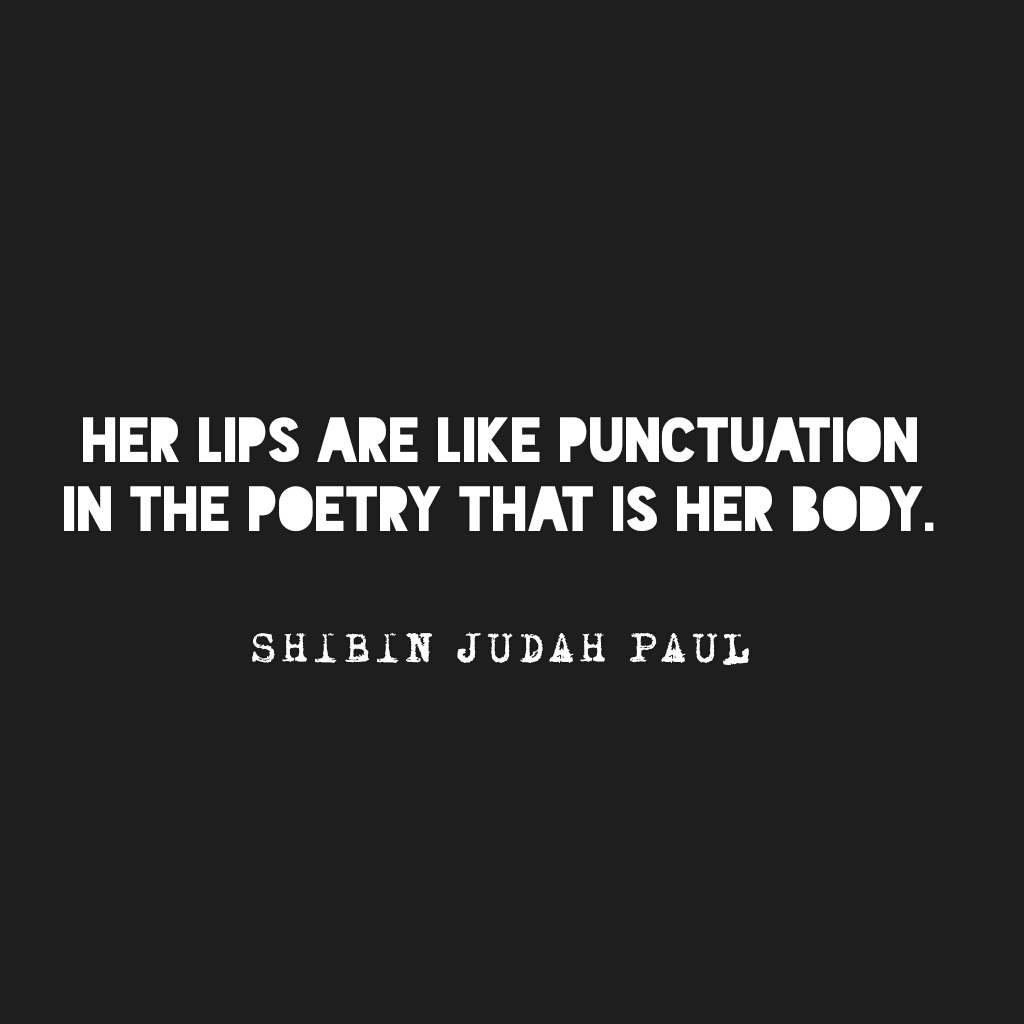 HER LIPS ARE LIKE PUNCTUATION
IN THE POETRY THAT IS HER BODY.
SHIBIN JUDAH PAUL